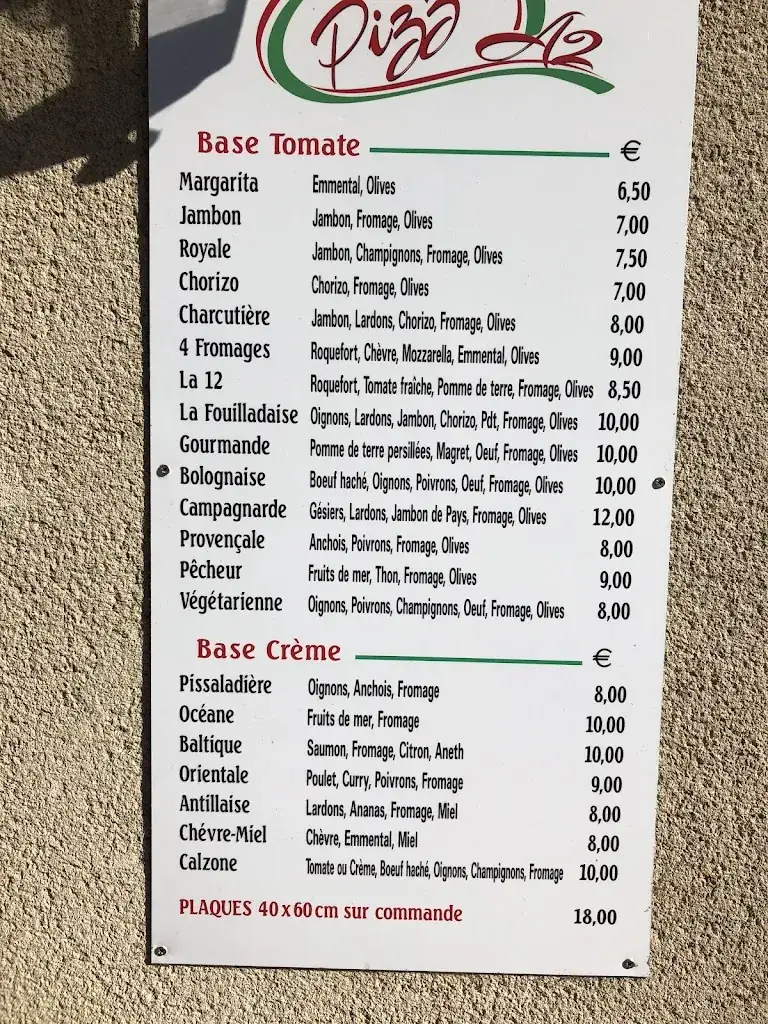 Pizz A12
Base Tomate €
Margarita Emmental, Olives 6,50
Jambon Jambon, Fromage, Olives 7,00
Royale Jambon, Champignons, Fromage, Olives 7,50
Chorizo Chorizo, Fromage, Olives 7,00
Charcutière Jambon, Lardons, Chorizo, Fromage, Olives 8,00
4 Fromages Roquefort, Chèvre, Mozzarella, Emmental, Olives 9,00
La 12 Roquefort, Tomate fraîche, Pomme de terre, Fromage, Olives 8,50
La Fouilladaise Oignons, Lardons, Jambon, Chorizo, Pdt, Fromage, Olives 10,00
Gourmande Pomme de terre persillées, Magret, Oeuf, Fromage, Olives 10,00
Bolognaise Boeuf haché, Oignons, Poivrons, Oeuf, Fromage, Olives 10,00
Campagnarde Gésiers, Lardons, Jambon de Pays, Fromage, Olives 12,00
Provençale Anchois, Poivrons, Fromage, Olives 8,00
Pêcheur Fruits de mer, Thon, Fromage, Olives 9,00
Végétarienne Oignons, Poivrons, Champignons, Oeuf, Fromage, Olives 8,00
Base Crème €
Pissaladière Oignons, Anchois, Fromage 8,00
Océane Fruits de mer, Fromage 10,00
Baltique Saumon, Fromage, Citron, Aneth 10,00
Orientale Poulet, Curry, Poivrons, Fromage 9,00
Antillaise Lardons, Ananas, Fromage, Miel 8,00
Chévre-Miel Chèvre, Emmental, Miel 8,00
Calzone Tomate ou Crème, Boeuf haché, Oignons, Champignons, Fromage 10,00
PLAQUES 40x60cm sur commande 18,00